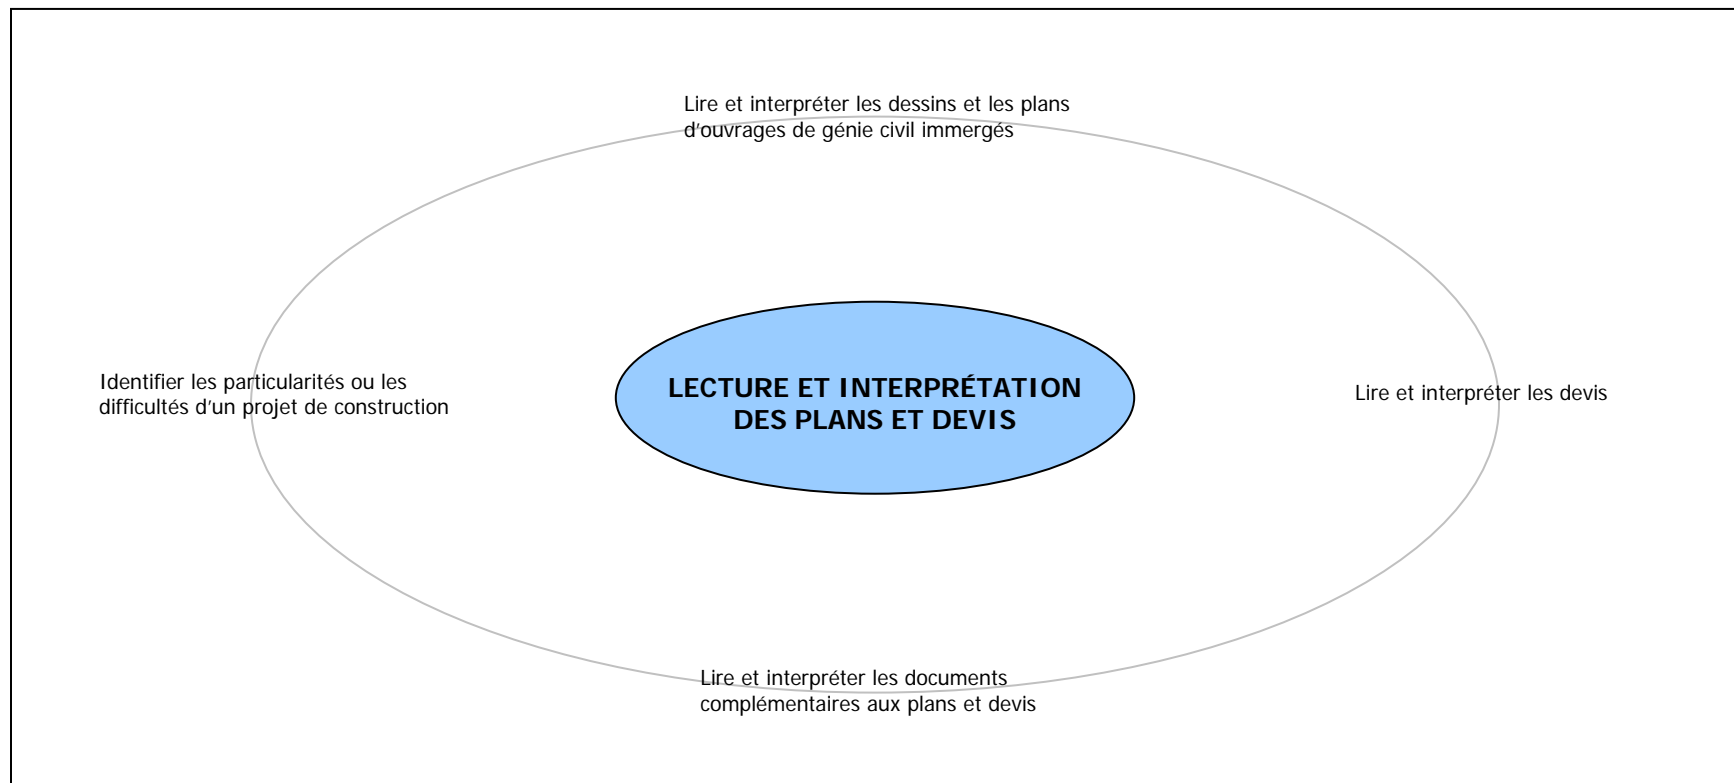 Lire et interpréter les dessins et les plans
d'ouvrages de génie civil immergés
Identifier les particularités ou les
difficultés d'un projet de construction
LECTURE ET INTERPRÉTATION
DES PLANS ET DEVIS
Lire et interpréter les devis
Lire et interpréter les documents
complémentaires aux plans et devis